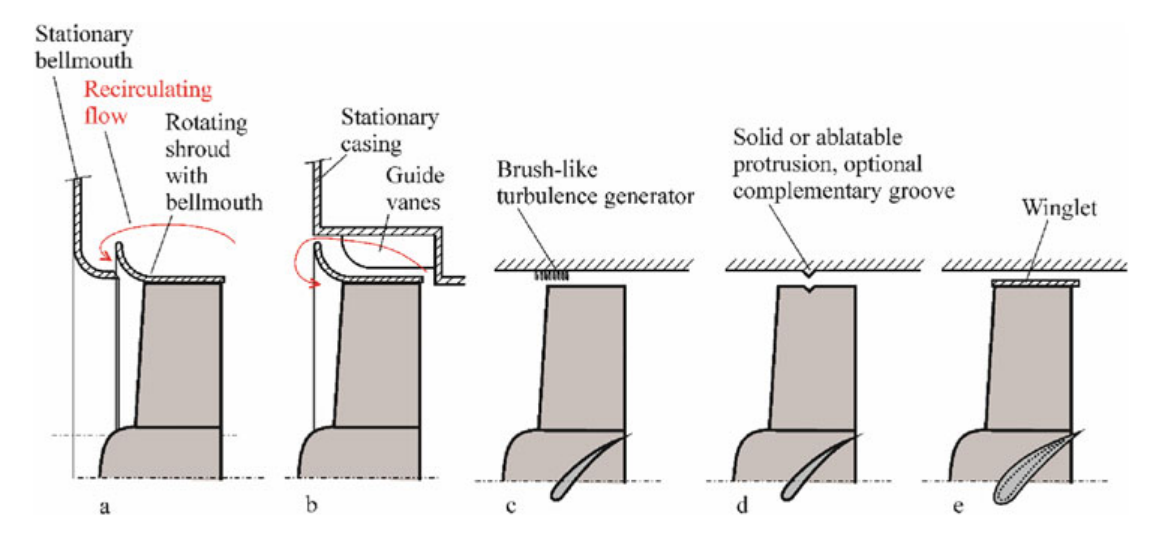 Stationary
bellmouth
Recirculating
flow
Rotating
shroud
with
bellmouth
Stationary
casing
Guide
vanes
Brush-like
turbulence generator
Solid or ablatable
protrusion, optional
complementary groove
Winglet
a
b
c
d
e